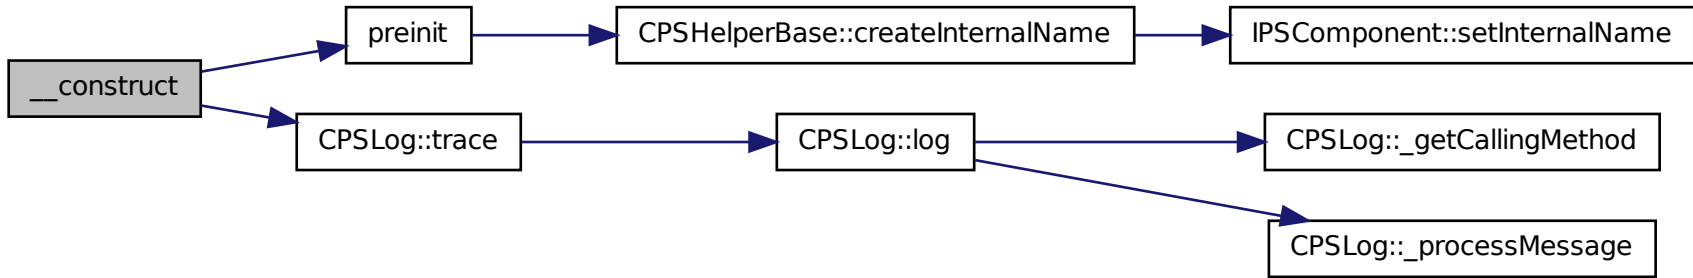 preinit
CPSHelperBase::createInternalName
IPSComponent::setInternalName
__construct
CPSLog::trace
CPSLog::log
CPSLog::_getCallingMethod
CPSLog::_processMessage